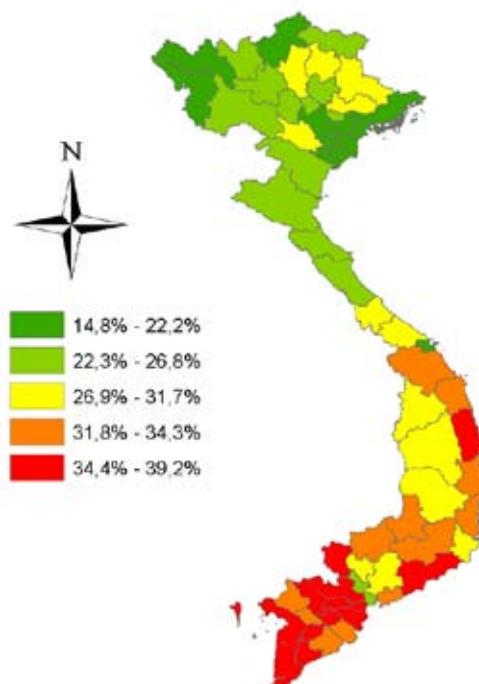 N
14,8% - 22,2%
22,3% - 26,8%
26,9% - 31,7%
31,8% - 34,3%
34,4% - 39,2%